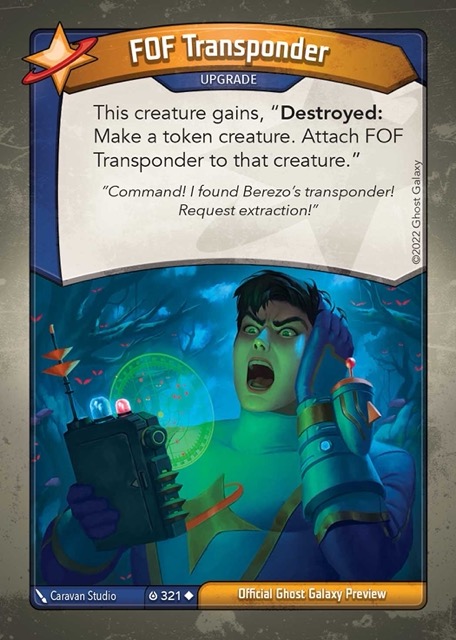 FOF Transponder
UPGRADE
This creature gains, “Destroyed:
Make a token creature. Attach FOF
Transponder to that creature.”
“Command! I found Berezo’s transponder!
Request extraction!”
©2022 Ghost Galaxy
Caravan Studio
321
Official Ghost Galaxy Preview